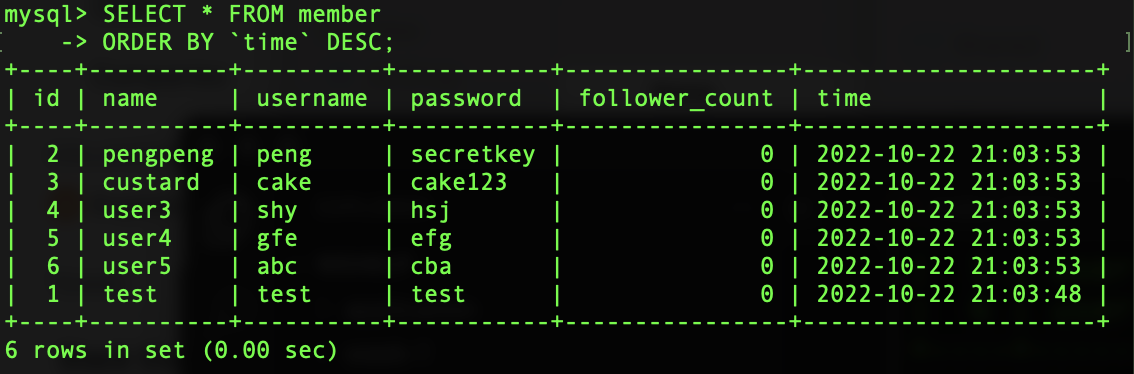 mysql> SELECT * FROM member
[    -> ORDER BY `time` DESC;                                                    ]
+----+----------+----------+-----------+----------------+---------------------+
| id | name     | username | password  | follower_count | time                |
+----+----------+----------+-----------+----------------+---------------------+
|  2 | pengpeng | peng     | secretkey |              0 | 2022-10-22 21:03:53 |
|  3 | custard  | cake     | cake123   |              0 | 2022-10-22 21:03:53 |
|  4 | user3    | shy      | hsj       |              0 | 2022-10-22 21:03:53 |
|  5 | user4    | gfe      | efg       |              0 | 2022-10-22 21:03:53 |
|  6 | user5    | abc      | cba       |              0 | 2022-10-22 21:03:53 |
|  1 | test     | test     | test      |              0 | 2022-10-22 21:03:48 |
+----+----------+----------+-----------+----------------+---------------------+
6 rows in set (0.00 sec)